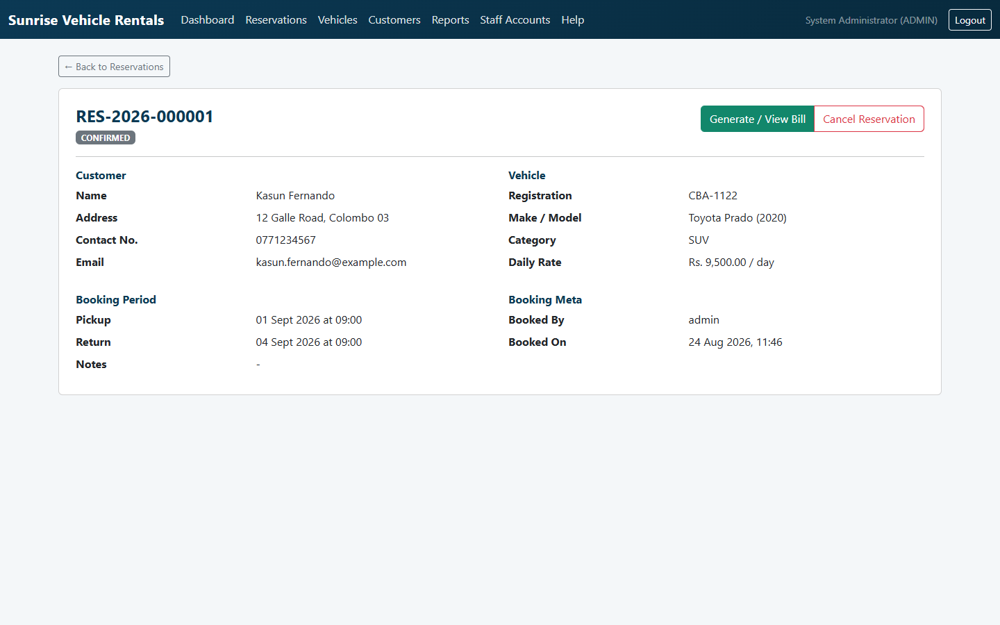 Sunrise Vehicle Rentals Dashboard Reservations Vehicles Customers Reports Staff Accounts Help System Administrator (ADMIN) Logout
← Back to Reservations
RES-2026-000001
CONFIRMED
Generate / View Bill Cancel Reservation
Customer
Name Kasun Fernando
Address 12 Galle Road, Colombo 03
Contact No. 0771234567
Email kasun.fernando@example.com
Vehicle
Registration CBA-1122
Make / Model Toyota Prado (2020)
Category SUV
Daily Rate Rs. 9,500.00 / day
Booking Period
Pickup 01 Sept 2026 at 09:00
Return 04 Sept 2026 at 09:00
Notes -
Booking Meta
Booked By admin
Booked On 24 Aug 2026, 11:46